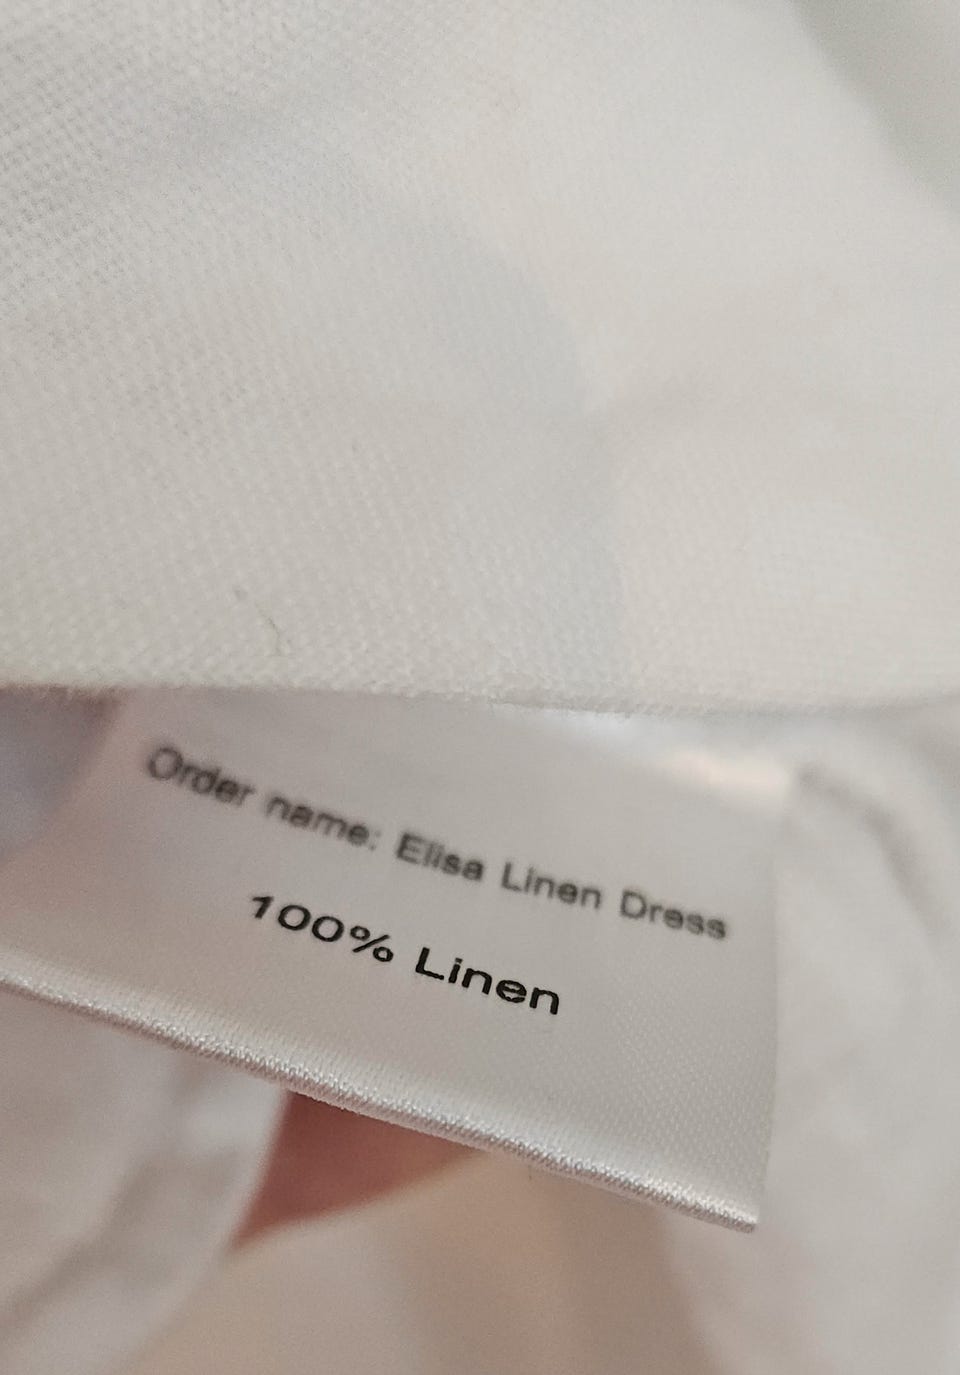 Order name: Elisa Linen Dress
100% Linen